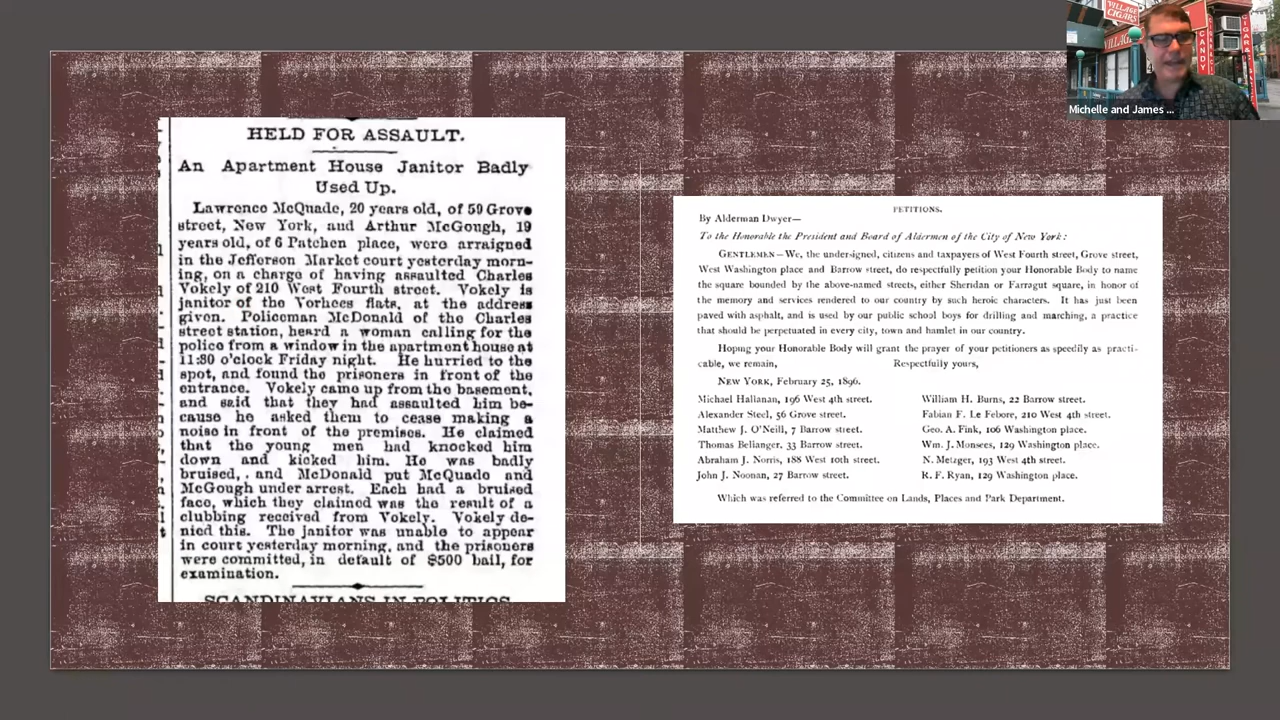 HELD FOR ASSAULT.
An Apartment House Janitor Badly
Used Up.
Lawrence McQuade, 20 years old, of 59 Grove
street, New York, and Arthur McGough, 19
years old, of 6 Patchen place, were arraigned
in the Jefferson Market court yesterday morn-
ing, on a charge of having assaulted Charles
Vokely of 210 West Fourth street. Vokely is
janitor of the Vorhees flats, at the address
given. Policeman McDonald of the Charles
street station, heard a woman calling for the
police from a window in the apartment house at
11:30 o'clock Friday night. He hurried to the
spot, and found the prisoners in front of the
entrance. Vokely came up from the basement,
and said that they had assaulted him be-
cause he asked them to cease making a
noise in front of the premises. He claimed
that the young men had knocked him
down and kicked him. He was badly
bruised, and McDonald put McQuade and
McGough under arrest. Each had a bruised
face, which they claimed was the result of a
clubbing received from Vokely. Vokely de-
nied this. The janitor was unable to appear
in court yesterday morning, and the prisoners
were committed, in default of $500 bail, for
examination.
SCANDINAVIANS IN POLITICS
PETITIONS.
By Alderman Dwyer—
To the Honorable the President and Board of Aldermen of the City of New York:
GENTLEMEN—We, the undersigned, citizens and taxpayers of West Fourth street, Grove street,
West Washington place and Barrow street, do respectfully petition your Honorable Body to name
the square bounded by the above-named streets, either Sheridan or Farragut square, in honor of
the memory and services rendered to our country by such heroic characters. It has just been
paved with asphalt, and is used by our public school boys for drilling and marching, a practice
that should be perpetuated in every city, town and hamlet in our country.
Hoping your Honorable Body will grant the prayer of your petitioners as speedily as practi-
cable, we remain, Respectfully yours,
NEW YORK, February 25, 1896.
Michael Hallanan, 196 West 4th street.
Alexander Steel, 56 Grove street.
Matthew J. O'Neill, 7 Barrow street.
Thomas Belianger, 33 Barrow street.
Abraham J. Norris, 188 West 10th street.
John J. Noonan, 27 Barrow street.
William H. Burns, 22 Barrow street.
Fabian F. Le Febore, 210 West 4th street.
Geo. A. Fink, 106 Washington place.
Wm. J. Monsees, 129 Washington place.
N. Metzger, 193 West 4th street.
R. F. Ryan, 129 Washington place.
Which was referred to the Committee on Lands, Places and Park Department.
VILLAGE
CIGARS
VILLAGE
CANDY
CIGARS
Michelle and James ...